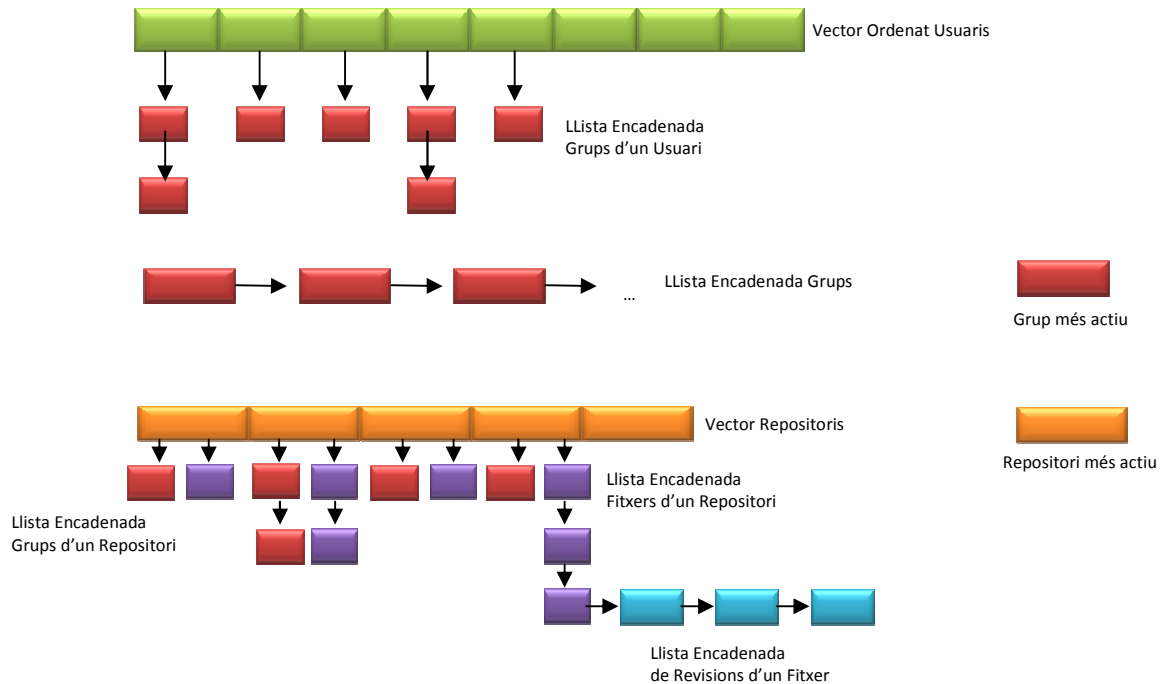 Vector Ordenat Usuaris
LLista Encadenada
Grups d'un Usuari
LLista Encadenada Grups
...
Grup més actiu
Vector Repositoris
Repositori més actiu
Llista Encadenada
Fitxers d'un Repositori
Llista Encadenada
Grups d'un Repositori
Llista Encadenada
de Revisions d'un Fitxer